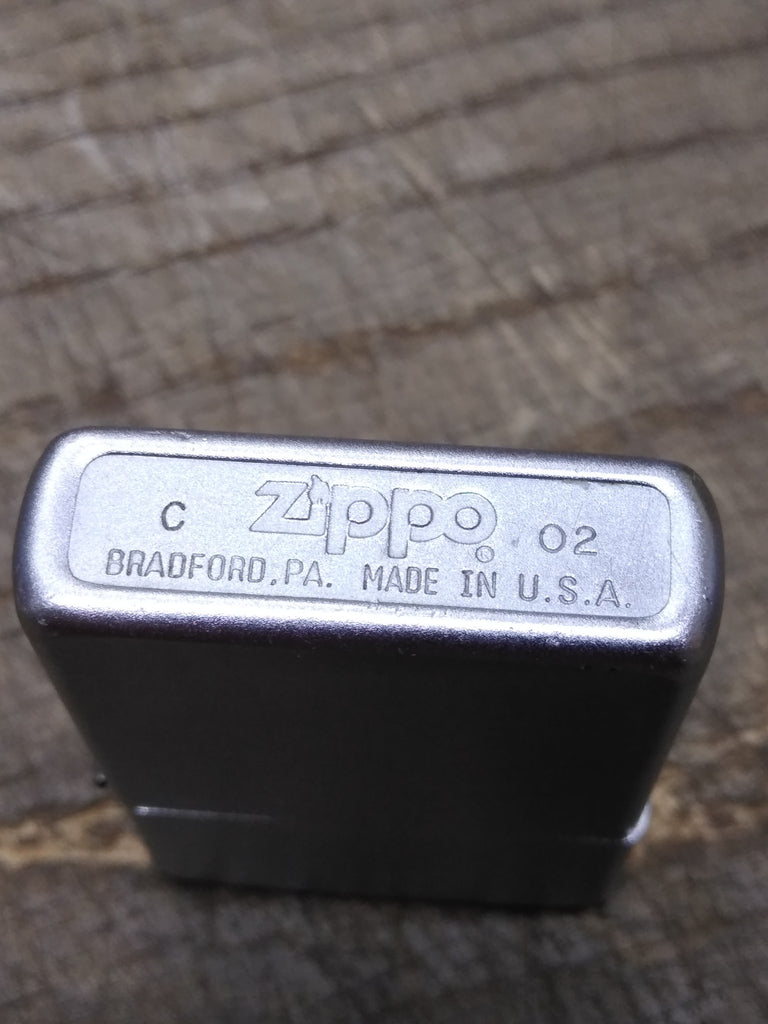 C Zippo® 02
BRADFORD, PA. MADE IN U.S.A.